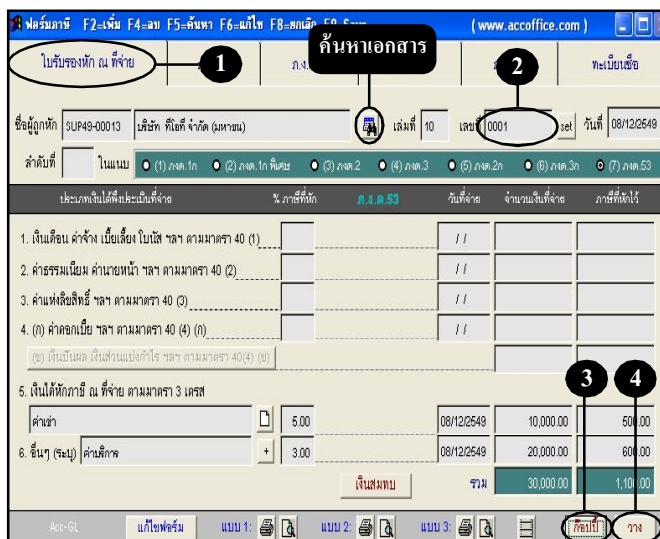 ฟอร์มภาษี F2=เพิ่ม F4=ลบ F5=ค้นหา F6=แก้ไข F8=ยกเลิก ( www.accoffice.com )
ค้นหาเอกสาร
ใบรับรองหัก ณ ที่จ่าย 1 ภ.ง. 2 ทะเบียนชื่อ
ชื่อผู้ถูกหัก SUP49-00013 บริษัท ทีโอที จำกัด (มหาชน) เล่มที่ 10 เลขที่ 0001 set วันที่ 08/12/2549
ลำดับที่ ในแบบ (1) ภงด.1ก (2) ภงด.1ก พิเศษ (3) ภงด.2 (4) ภงด.3 (5) ภงด.2ก (6) ภงด.3ก (7) ภงด.53
ประเภทเงินได้พึงประเมินที่จ่าย % ภาษีที่หัก ภ.ง.ด.53 วันที่จ่าย จำนวนเงินที่จ่าย ภาษีที่หักไว้
1. เงินเดือน ค่าจ้าง เบี้ยเลี้ยง โบนัส ฯลฯ ตามมาตรา 40 (1) / /
2. ค่าธรรมเนียม ค่านายหน้า ฯลฯ ตามมาตรา 40 (2) / /
3. ค่าแห่งลิขสิทธิ์ ฯลฯ ตามมาตรา 40 (3) / /
4. (ก) ค่าดอกเบี้ย ฯลฯ ตามมาตรา 40 (4) (ก) / /
(ข) เงินปันผล เงินส่วนแบ่งกำไร ฯลฯ ตามมาตรา 40(4) (ข)
3 4
5. เงินได้หักภาษี ณ ที่จ่าย ตามมาตรา 3 เตรส
ค่าเช่า 5.00 08/12/2549 10,000.00 500.00
6. อื่นๆ (ระบุ) ค่าบริการ + 3.00 08/12/2549 20,000.00 600.00
เงินสมทบ รวม 30,000.00 1,100.00
Acc-GL แก้ไขฟอร์ม แบบ 1: แบบ 2: แบบ 3: ก๊อปปี้ วาง